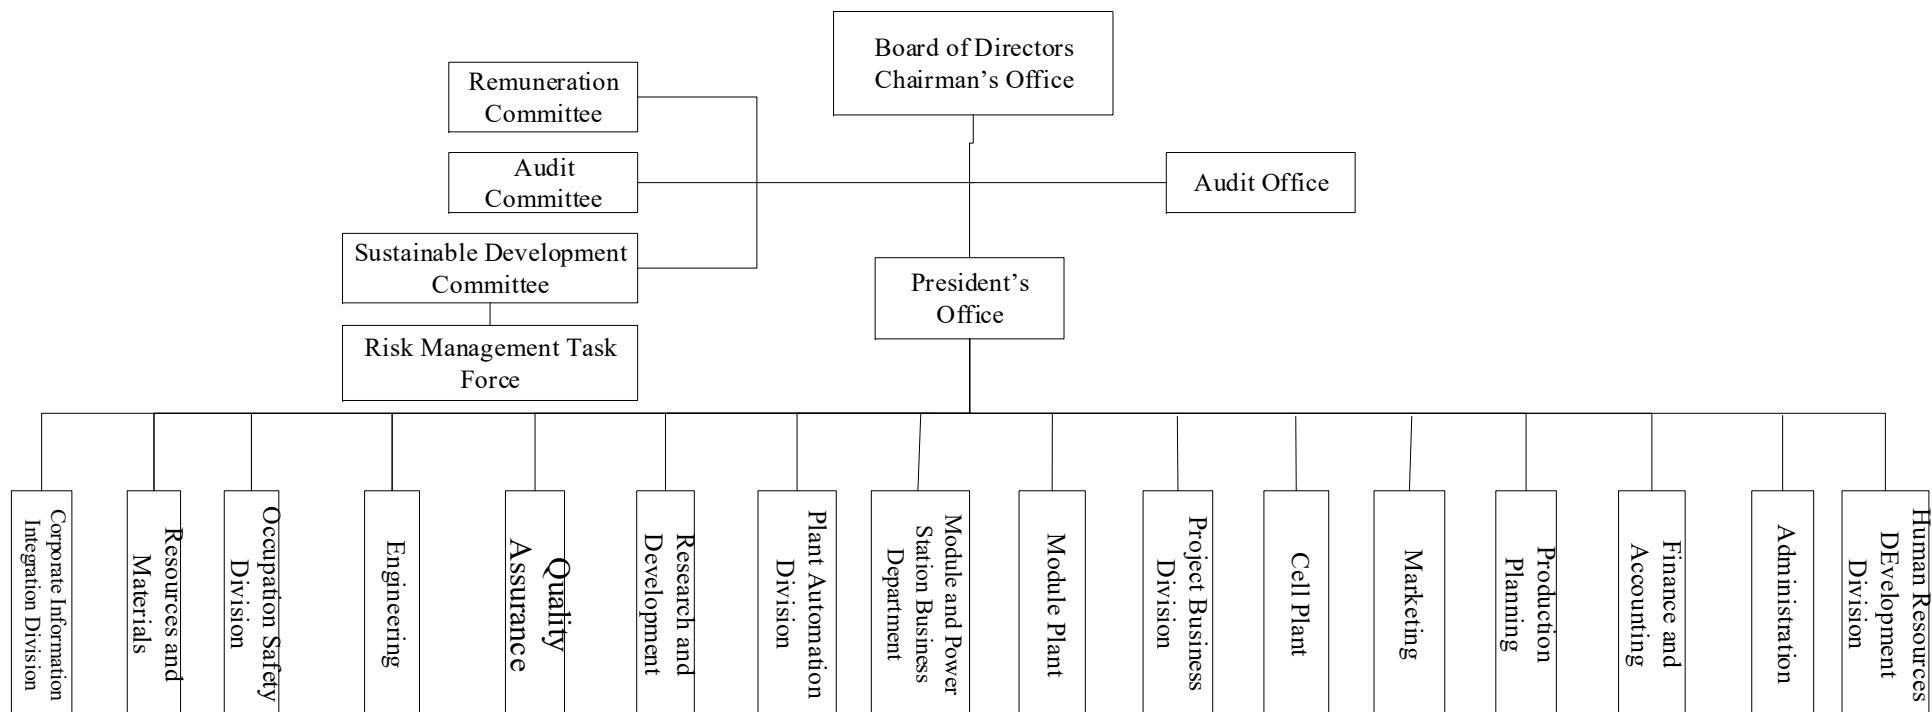 Board of Directors
Chairman’s Office
Remuneration
Committee
Audit
Committee
Audit Office
Sustainable Development
Committee
President’s
Office
Risk Management Task
Force
Corporate Information
Integration Division
Resources and
Materials
Occupation Safety
Division
Engineering
Quality
Assurance
Research and
Development
Plant Automation
Division
Module and Power
Station Business
Department
Module Plant
Project Business
Division
Cell Plant
Marketing
Production
Planning
Finance and
Accounting
Administration
Human Resources
DEvelopment
Division